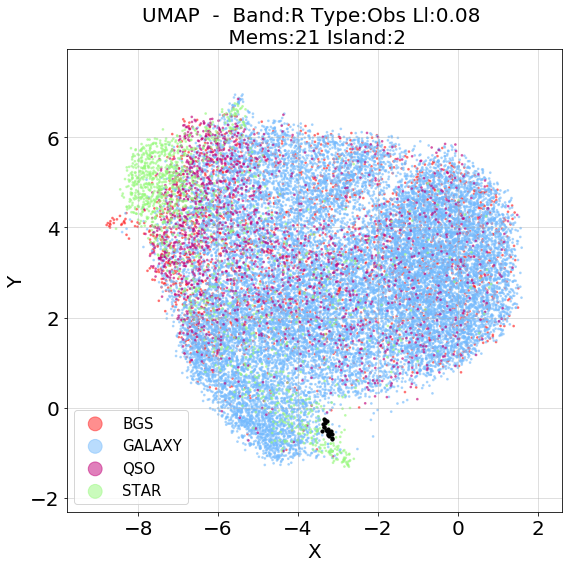 UMAP  -  Band:R Type:Obs Ll:0.08
Mems:21 Island:2
Y
6
4
2
0
−2
BGS
GALAXY
QSO
STAR
−8
−6
−4
−2
0
2
X